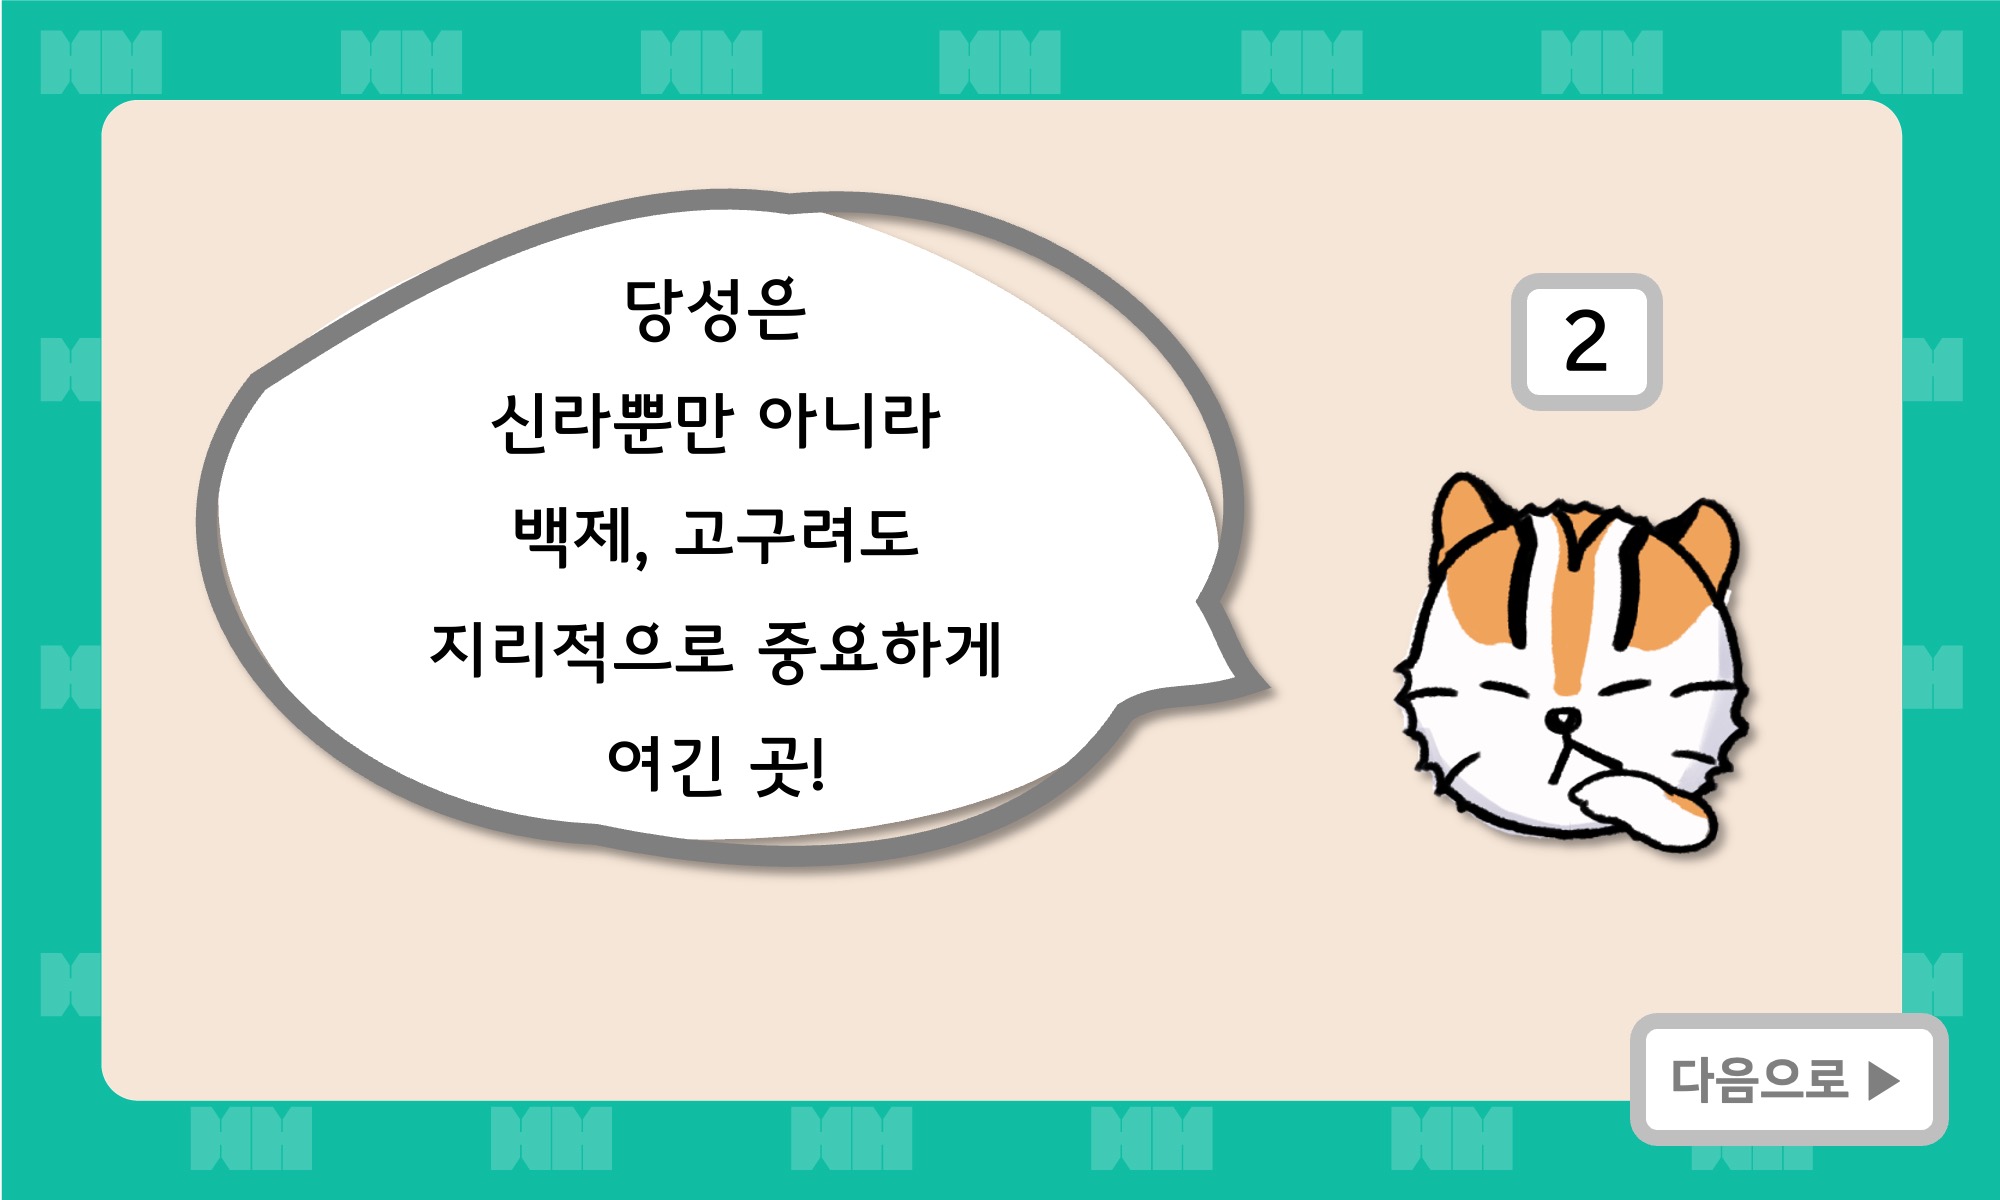 당성은
신라뿐만 아니라
백제, 고구려도
지리적으로 중요하게
여긴 곳!
2
다음으로 ▶